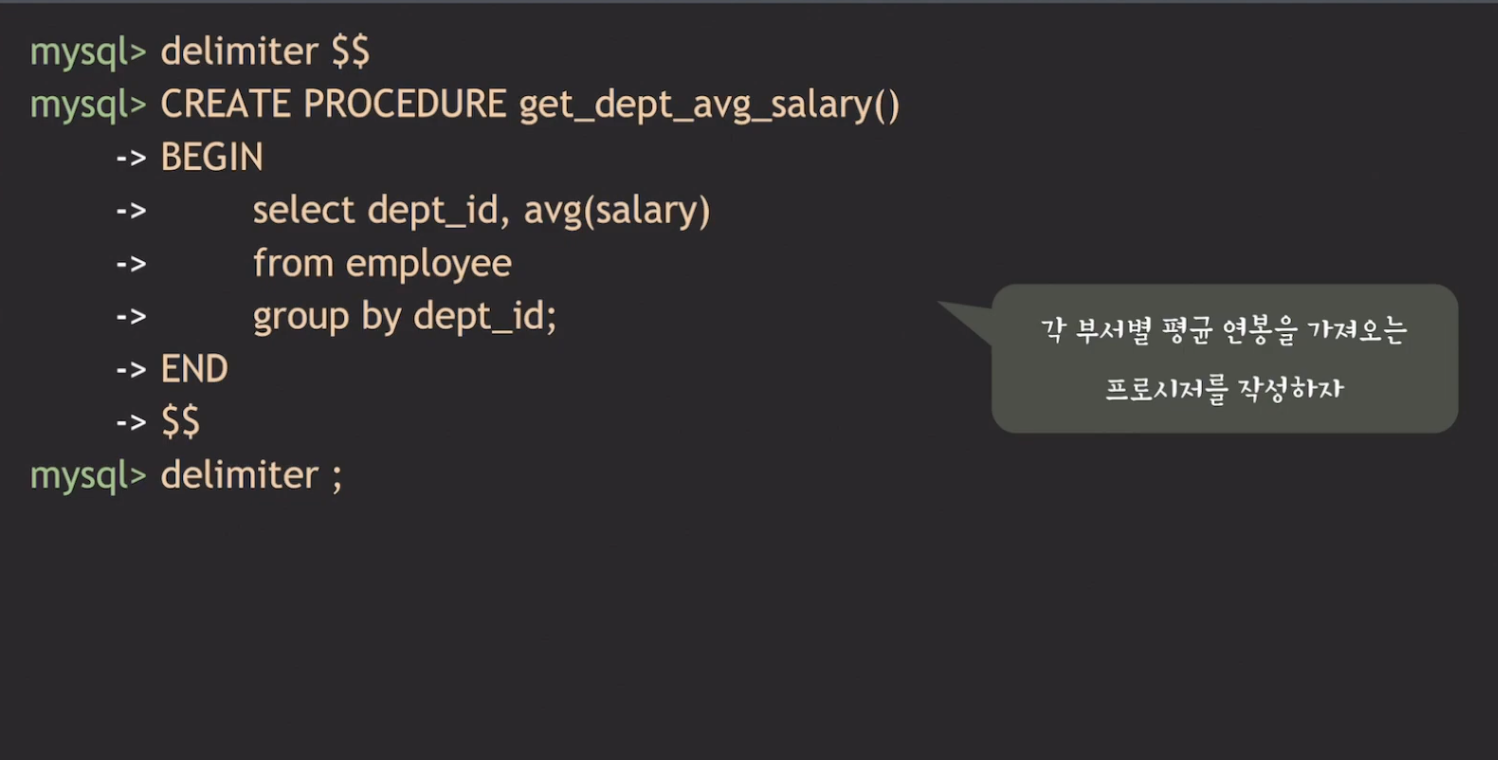 mysql> delimiter $$
mysql> CREATE PROCEDURE get_dept_avg_salary()
-> BEGIN
-> select dept_id, avg(salary)
-> from employee
-> group by dept_id;
-> END
-> $$
mysql> delimiter ;
각 부서별 평균 연봉을 가져오는
프로시저를 작성하자